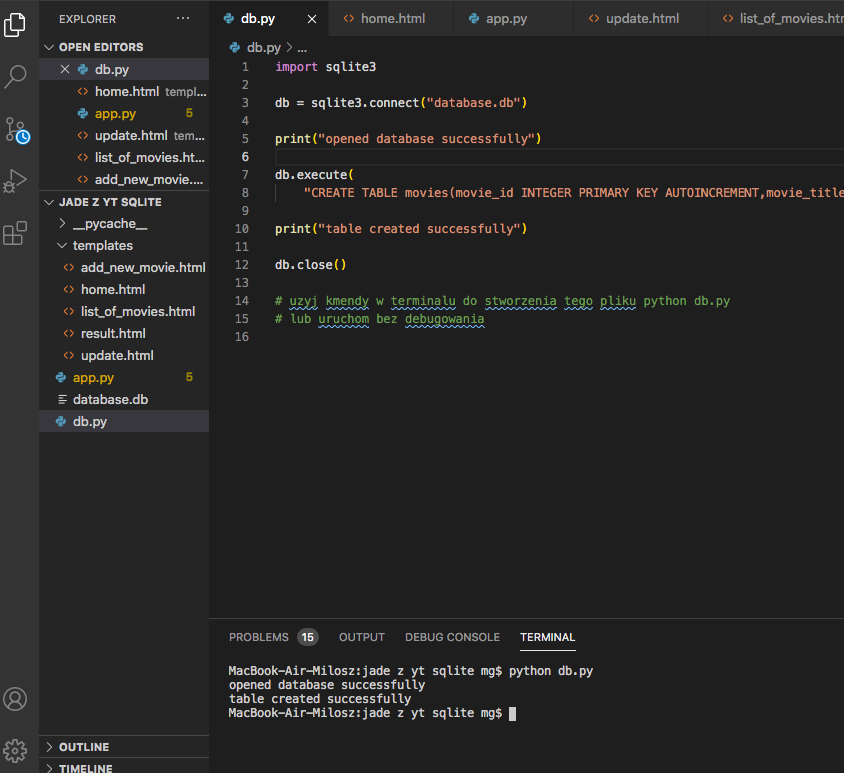 EXPLORER ···
OPEN EDITORS
db.py
home.html templ...
app.py 5
update.html tem...
list_of_movies.ht...
add_new_movie....
JADE Z YT SQLITE
__pycache__
templates
add_new_movie.html
home.html
list_of_movies.html
result.html
update.html
app.py 5
database.db
db.py
OUTLINE
TIMELINE
db.py home.html app.py update.html list_of_movies.htm
db.py > ...
1 import sqlite3
2
3 db = sqlite3.connect("database.db")
4
5 print("opened database successfully")
6
7 db.execute(
8 "CREATE TABLE movies(movie_id INTEGER PRIMARY KEY AUTOINCREMENT,movie_title
9
10 print("table created successfully")
11
12 db.close()
13
14 # uzyj kmendy w terminalu do stworzenia tego pliku python db.py
15 # lub uruchom bez debugowania
16
PROBLEMS 15 OUTPUT DEBUG CONSOLE TERMINAL
MacBook-Air-Milosz:jade z yt sqlite mg$ python db.py
opened database successfully
table created successfully
MacBook-Air-Milosz:jade z yt sqlite mg$